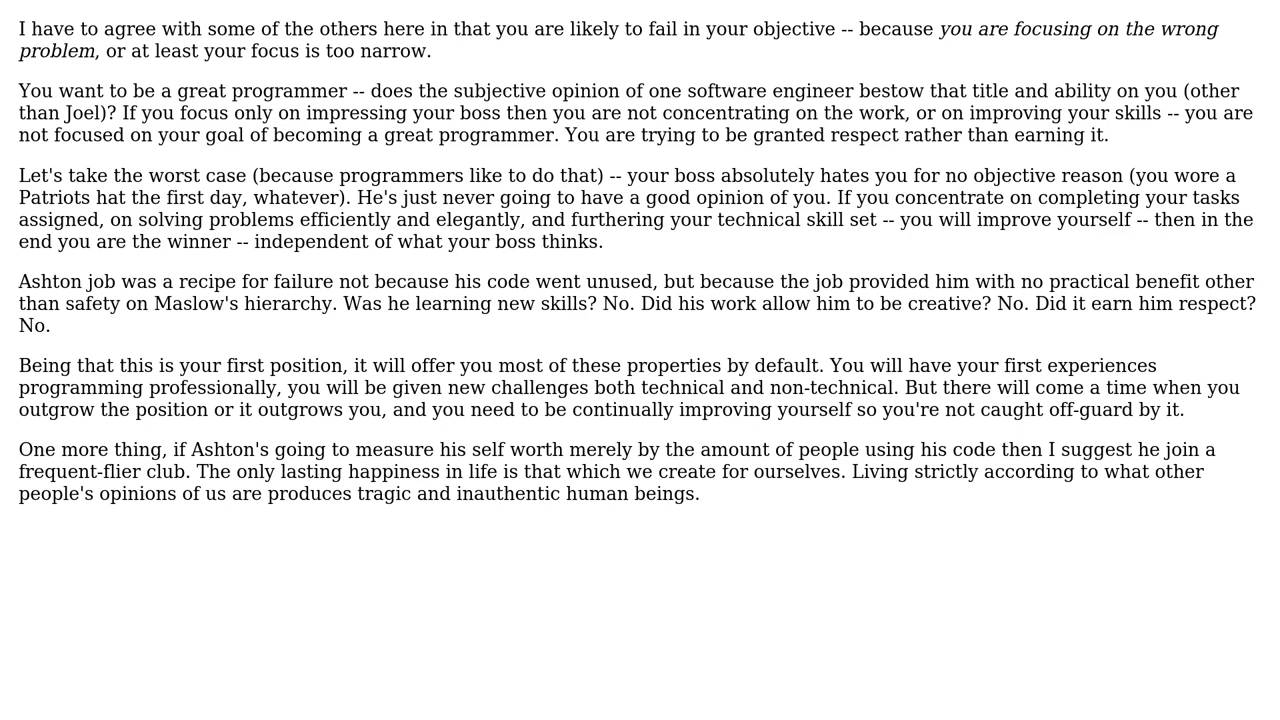 I have to agree with some of the others here in that you are likely to fail in your objective -- because you are focusing on the wrong
problem, or at least your focus is too narrow.
You want to be a great programmer -- does the subjective opinion of one software engineer bestow that title and ability on you (other
than Joel)? If you focus only on impressing your boss then you are not concentrating on the work, or on improving your skills -- you are
not focused on your goal of becoming a great programmer. You are trying to be granted respect rather than earning it.
Let's take the worst case (because programmers like to do that) -- your boss absolutely hates you for no objective reason (you wore a
Patriots hat the first day, whatever). He's just never going to have a good opinion of you. If you concentrate on completing your tasks
assigned, on solving problems efficiently and elegantly, and furthering your technical skill set -- you will improve yourself -- then in the
end you are the winner -- independent of what your boss thinks.
Ashton job was a recipe for failure not because his code went unused, but because the job provided him with no practical benefit other
than safety on Maslow's hierarchy. Was he learning new skills? No. Did his work allow him to be creative? No. Did it earn him respect?
No.
Being that this is your first position, it will offer you most of these properties by default. You will have your first experiences
programming professionally, you will be given new challenges both technical and non-technical. But there will come a time when you
outgrow the position or it outgrows you, and you need to be continually improving yourself so you're not caught off-guard by it.
One more thing, if Ashton's going to measure his self worth merely by the amount of people using his code then I suggest he join a
frequent-flier club. The only lasting happiness in life is that which we create for ourselves. Living strictly according to what other
people's opinions of us are produces tragic and inauthentic human beings.